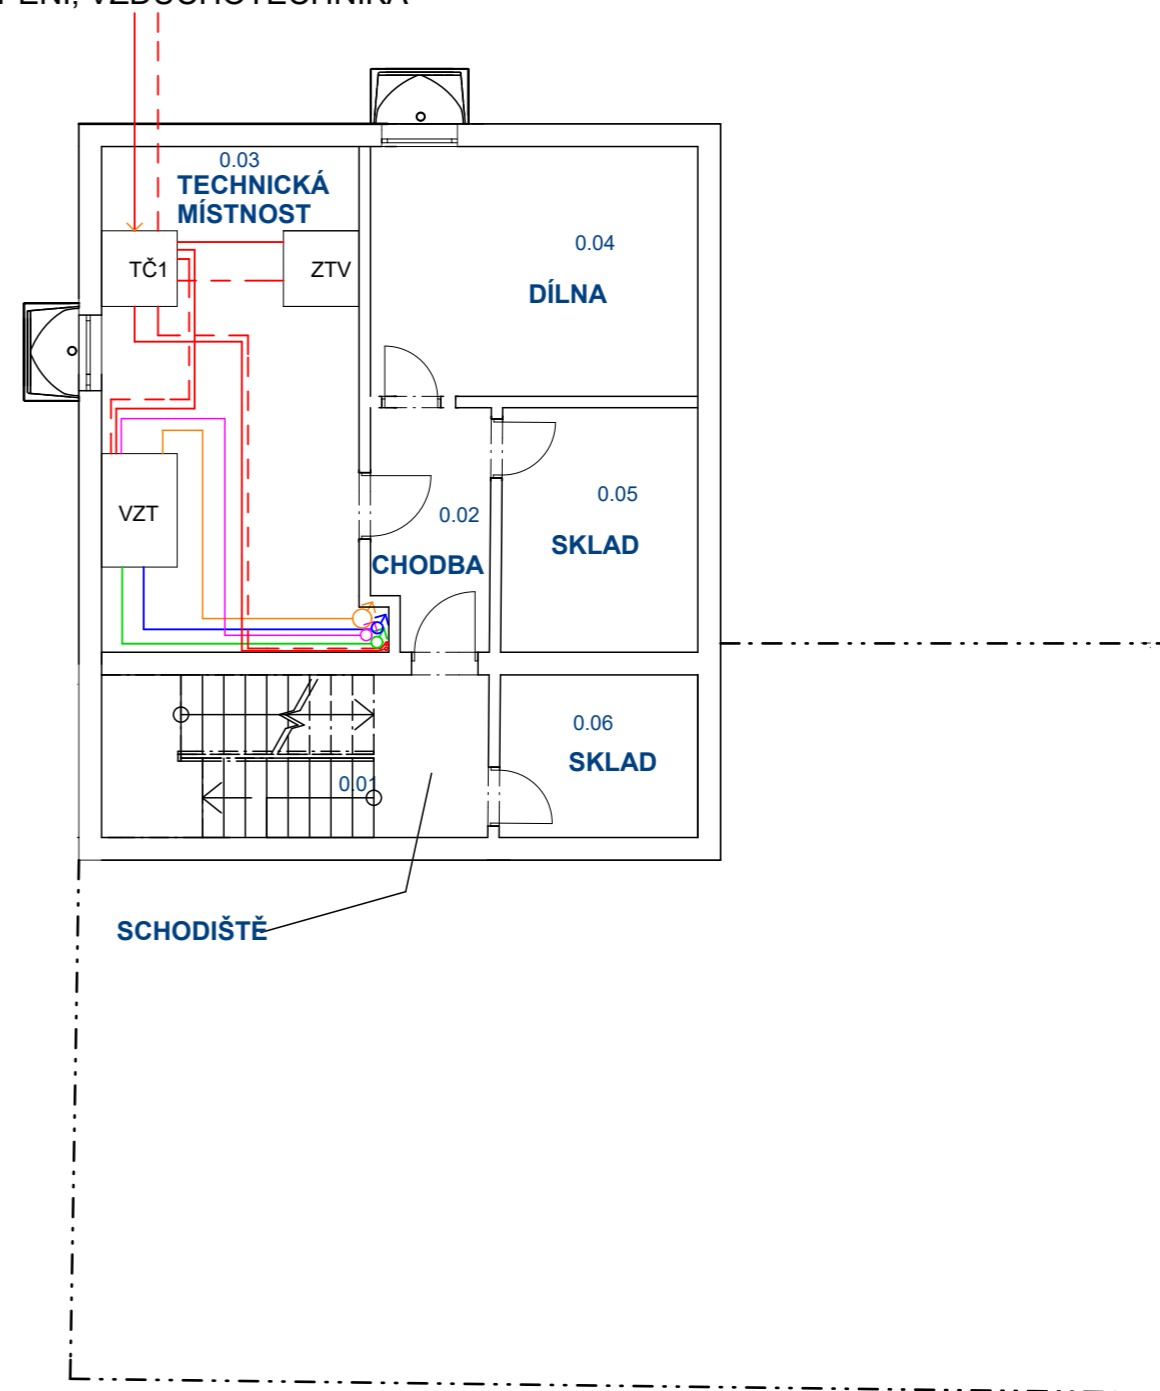 0.03
TECHNICKÁ
MÍSTNOST
0.04
TČ1
ZTV
DÍLNA
0.05
VZT
0.02
SKLAD
CHODBA
0.06
SKLAD
0.01
SCHODIŠTĚ